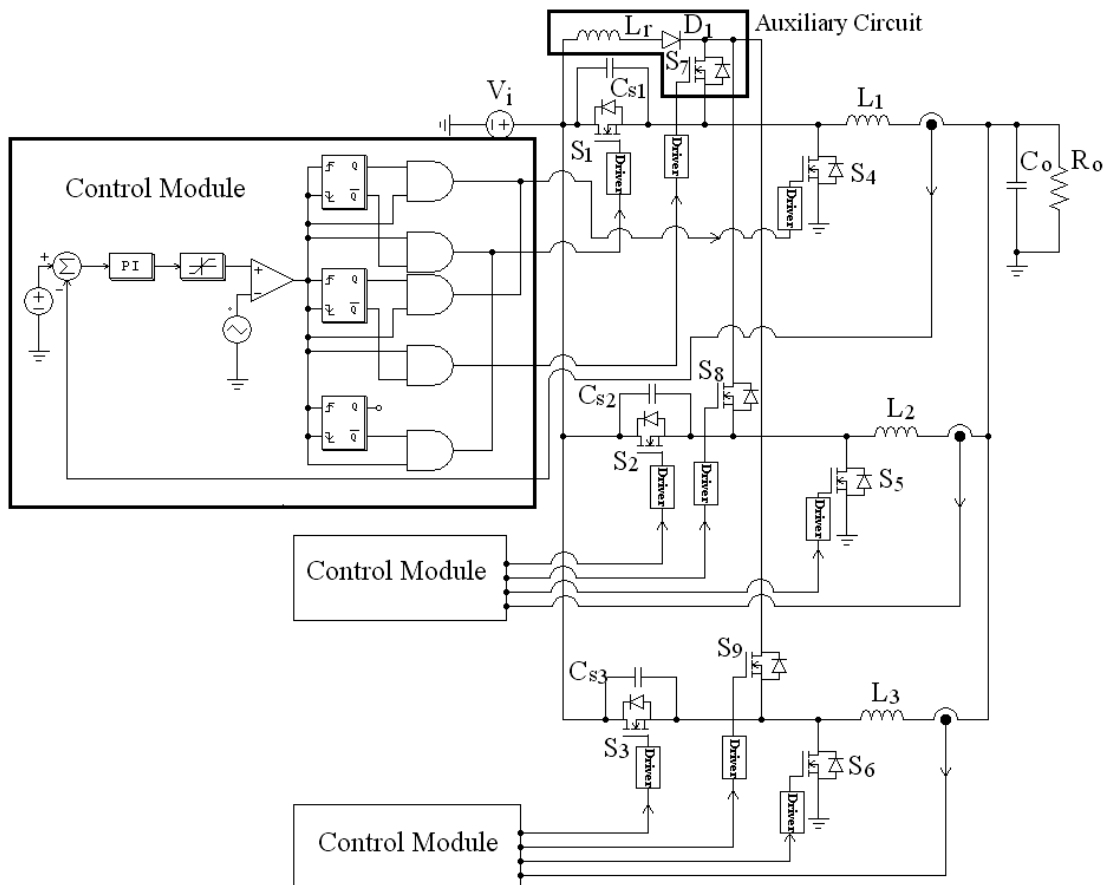 Auxiliary Circuit
Lr
D1
S7
Cs1
Vi
S1
Driver
Driver
L1
S4
Driver
Co
Ro
Control Module
Q
Q
+
-
PI
+
-
Q
Q
Q
Q
S8
Cs2
S2
Driver
Driver
L2
S5
Driver
Control Module
S9
Cs3
S3
Driver
Driver
L3
S6
Driver
Control Module